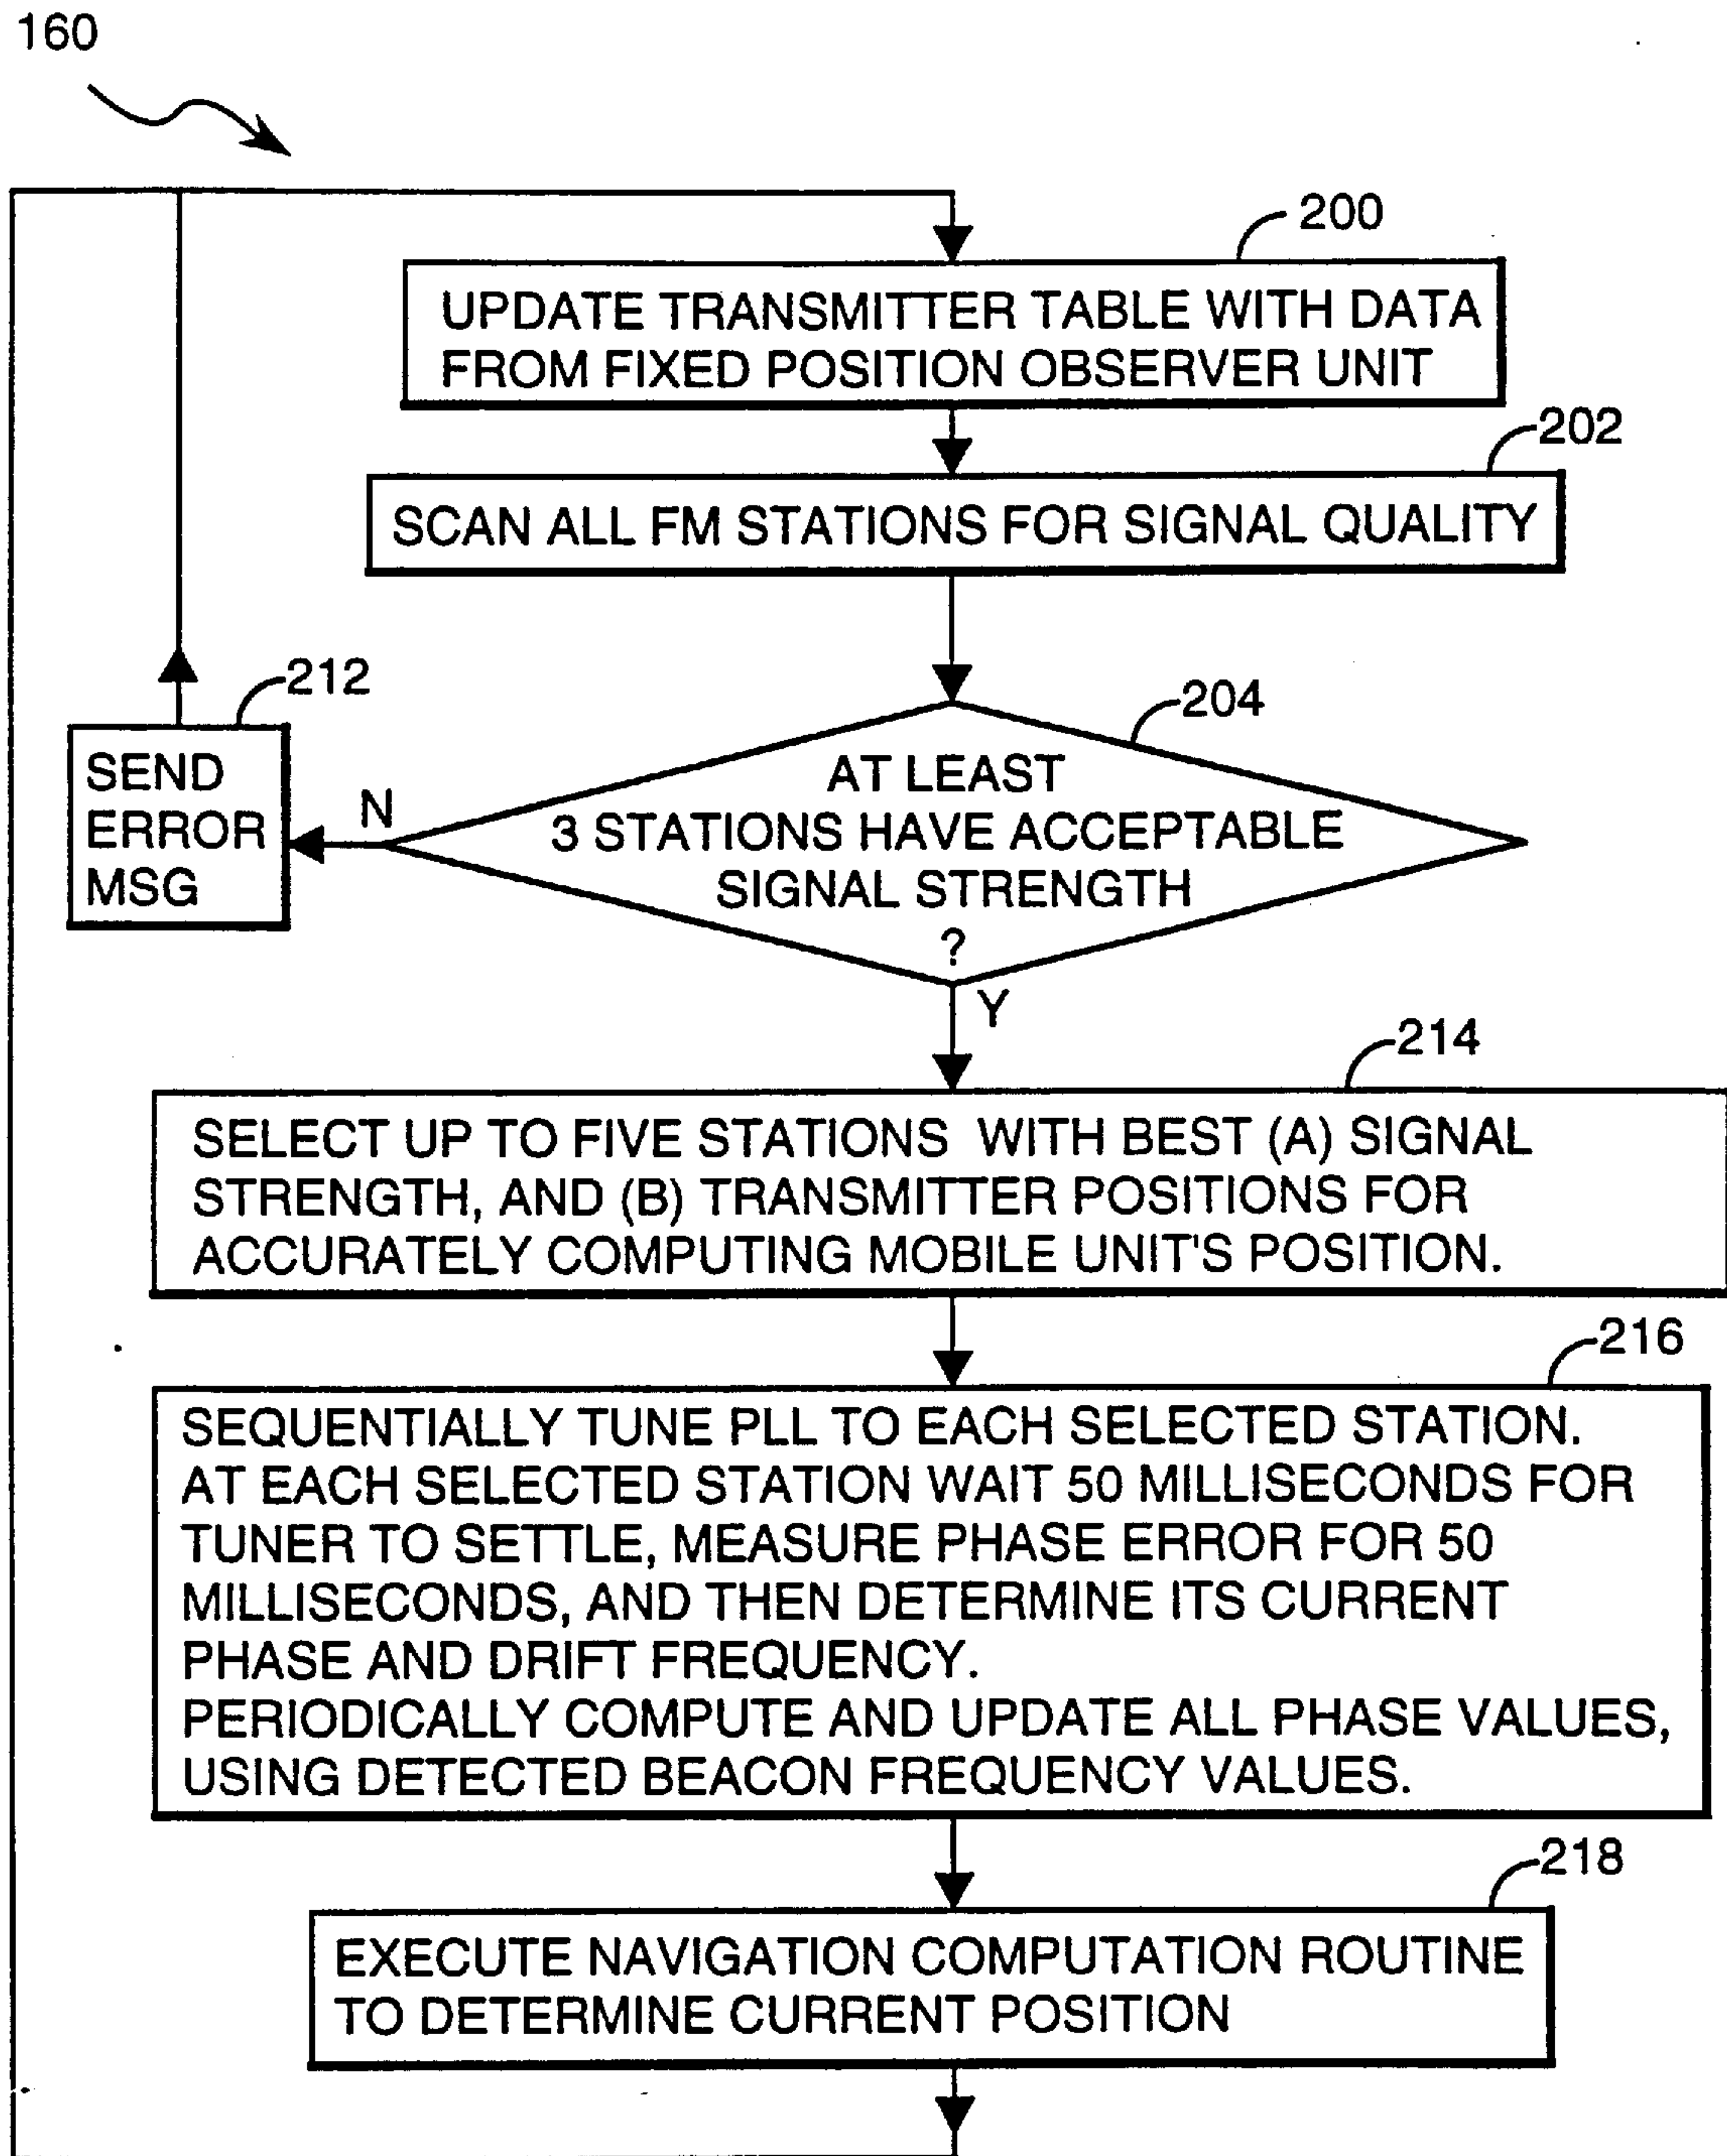 160
200
UPDATE TRANSMITTER TABLE WITH DATA
FROM FIXED POSITION OBSERVER UNIT
202
SCAN ALL FM STATIONS FOR SIGNAL QUALITY
212
SEND
ERROR
MSG
N
204
AT LEAST
3 STATIONS HAVE ACCEPTABLE
SIGNAL STRENGTH
?
Y
214
SELECT UP TO FIVE STATIONS WITH BEST (A) SIGNAL
STRENGTH, AND (B) TRANSMITTER POSITIONS FOR
ACCURATELY COMPUTING MOBILE UNIT'S POSITION.
216
SEQUENTIALLY TUNE PLL TO EACH SELECTED STATION.
AT EACH SELECTED STATION WAIT 50 MILLISECONDS FOR
TUNER TO SETTLE, MEASURE PHASE ERROR FOR 50
MILLISECONDS, AND THEN DETERMINE ITS CURRENT
PHASE AND DRIFT FREQUENCY.
PERIODICALLY COMPUTE AND UPDATE ALL PHASE VALUES,
USING DETECTED BEACON FREQUENCY VALUES.
218
EXECUTE NAVIGATION COMPUTATION ROUTINE
TO DETERMINE CURRENT POSITION